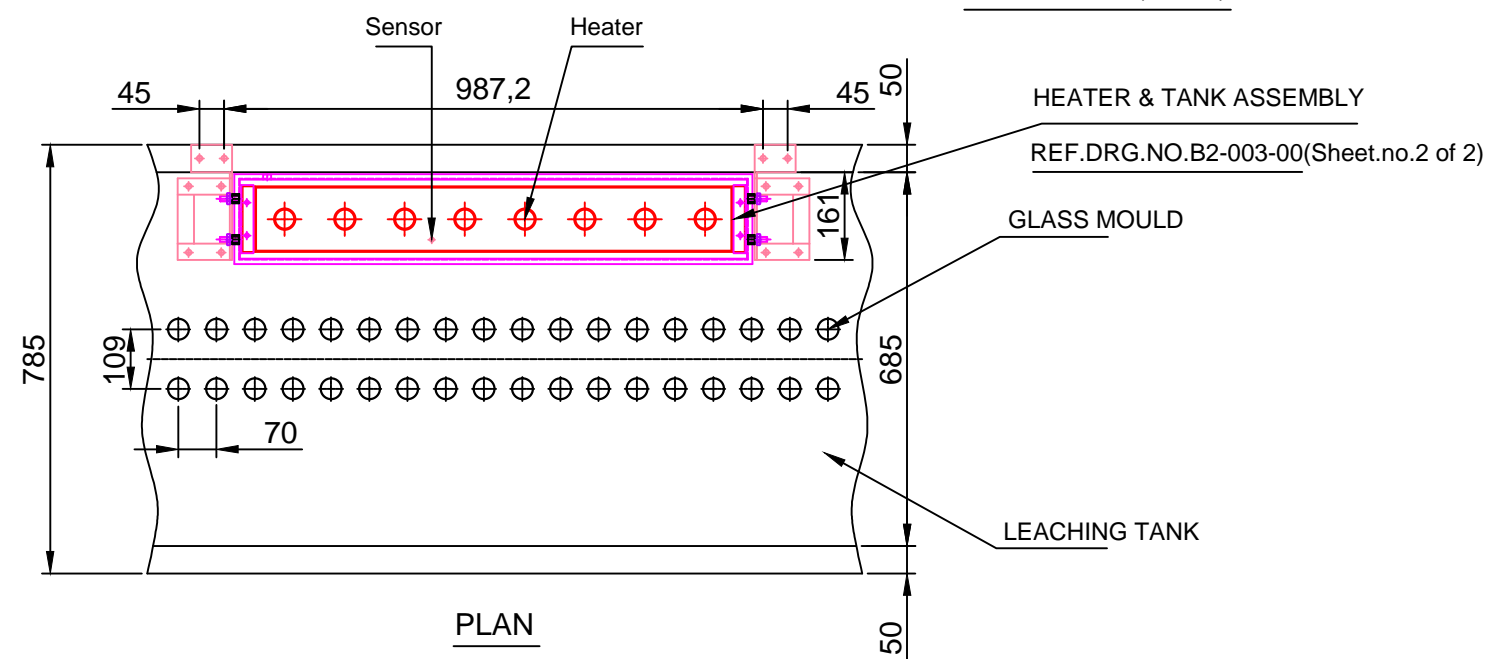 Sensor
Heater
45
987,2
45
50
HEATER & TANK ASSEMBLY
REF.DRG.NO.B2-003-00(Sheet.no.2 of 2)
161
GLASS MOULD
785
109
685
70
LEACHING TANK
PLAN
50